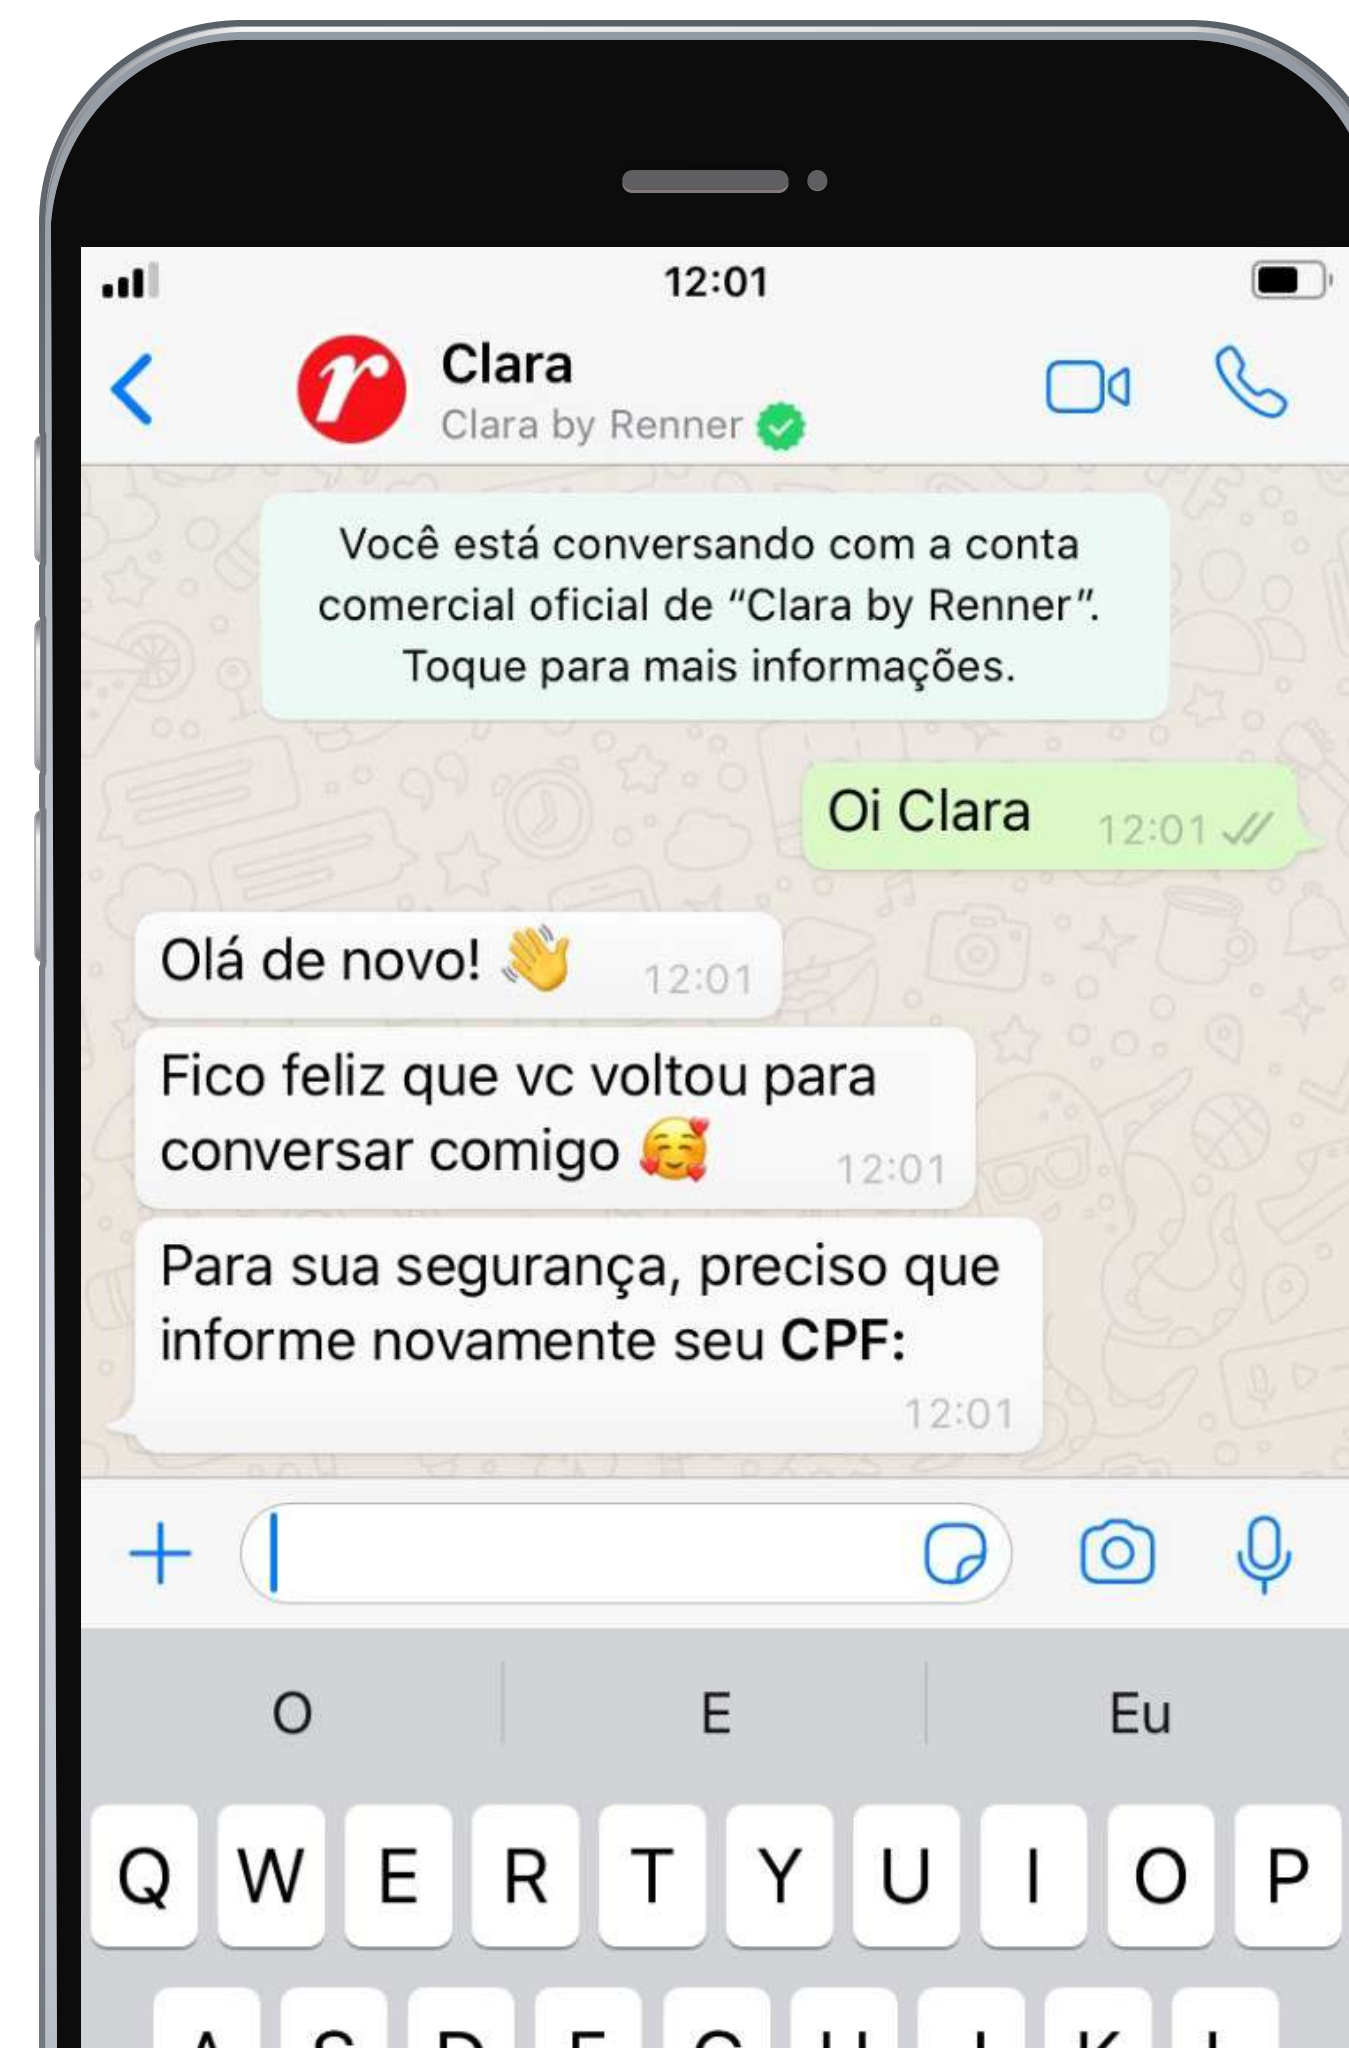 12:01
r
Clara
Clara by Renner
Você está conversando com a conta
comercial oficial de “Clara by Renner”.
Toque para mais informações.
Oi Clara 12:01
Olá de novo! 👋 12:01
Fico feliz que vc voltou para
conversar comigo 🥰 12:01
Para sua segurança, preciso que
informe novamente seu CPF:
12:01
O E Eu
Q W E R T Y U I O P
A S D F G H J K L